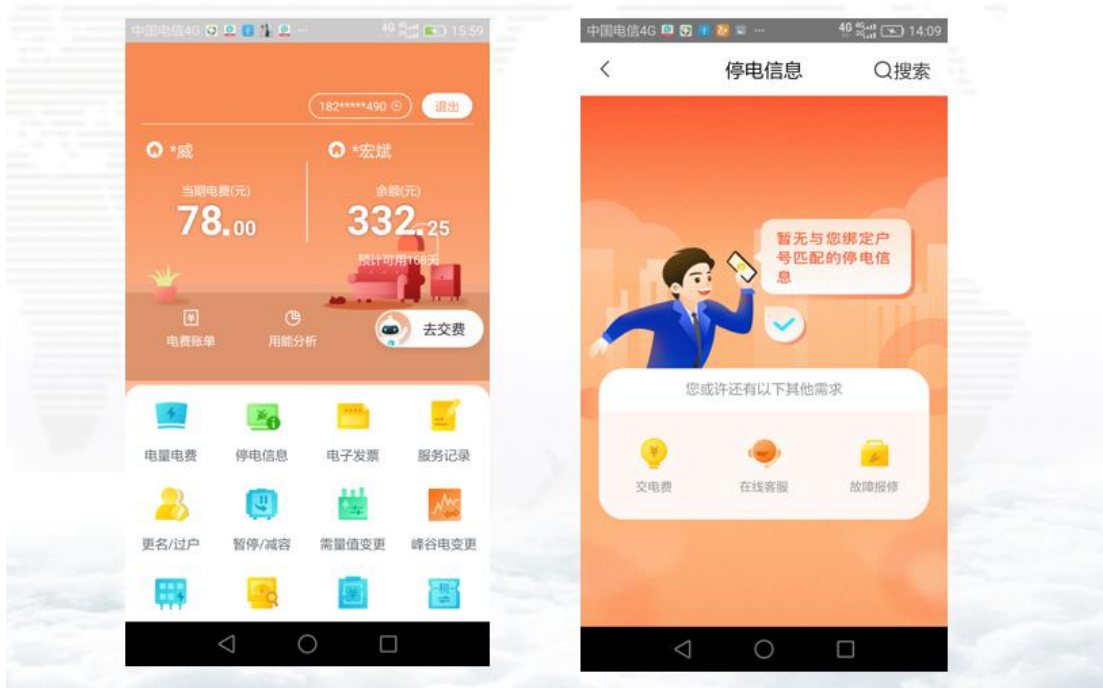 中国电信4G
4G
2G
15:59
182*****490
退出
*威
*宏斌
当期电费(元)
余额(元)
78.00
332.25
预计可用168天
电费账单
用能分析
去交费
电量电费
停电信息
电子发票
服务记录
更名/过户
暂停/减容
需量值变更
峰谷电变更
中国电信4G
4G
2G
14:09
停电信息
搜索
暂无与您绑定户
号匹配的停电信
息
您或许还有以下其他需求
交电费
在线客服
故障报修